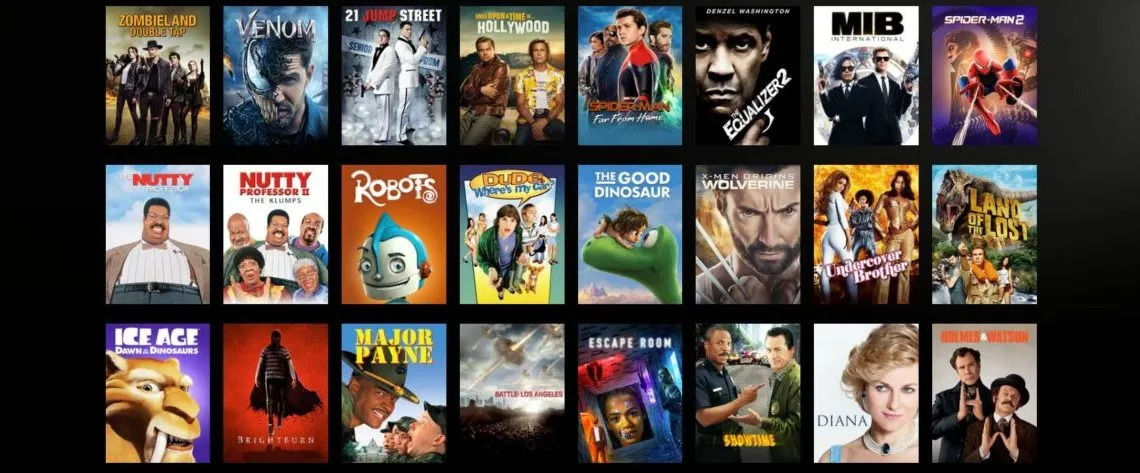 ZOMBIELAND
DOUBLE TAP
VENOM
21 JUMP STREET
SENIOR
PROM
ONCE UPON A TIME IN
HOLLYWOOD
SPIDER-MAN
Far From Home
DENZEL WASHINGTON
THE
EQUALIZER 2
MIB
INTERNATIONAL
SPIDER-MAN 2
THE NUTTY
PROFESSOR
NUTTY
PROFESSOR II
THE KLUMPS
ROBOTS
DUDE,
Where's my Car?
THE GOOD
DINOSAUR
X-MEN ORIGINS
WOLVERINE
Undercover
Brother
LAND
OF THE
LOST
ICE AGE
DAWN OF THE DINOSAURS
BRIGHTBURN
MAJOR
PAYNE
BATTLE: LOS ANGELES
ESCAPE ROOM
SHOWTIME
DIANA
HOLMES & WATSON